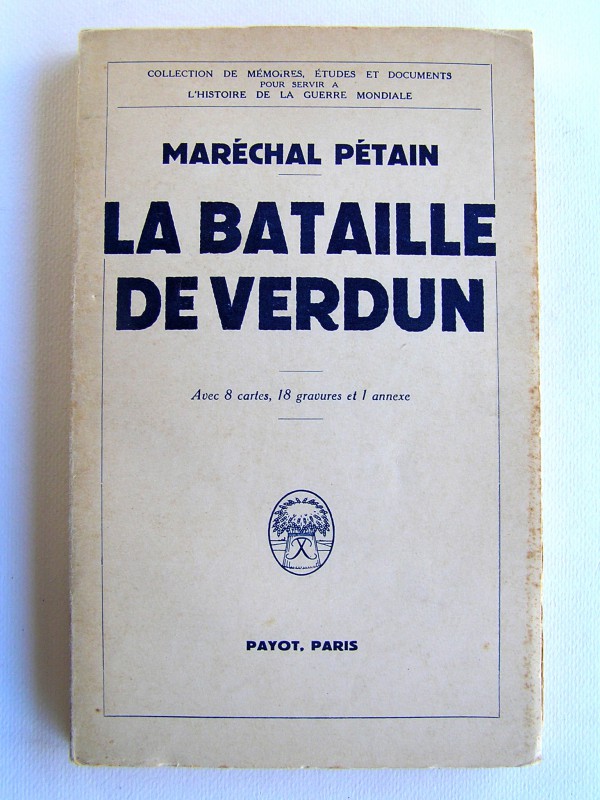 COLLECTION DE MÉMOIRES, ÉTUDES ET DOCUMENTS
POUR SERVIR A
L'HISTOIRE DE LA GUERRE MONDIALE
MARÉCHAL PÉTAIN
LA BATAILLE
DE VERDUN
Avec 8 cartes, 18 gravures et 1 annexe
PAYOT, PARIS